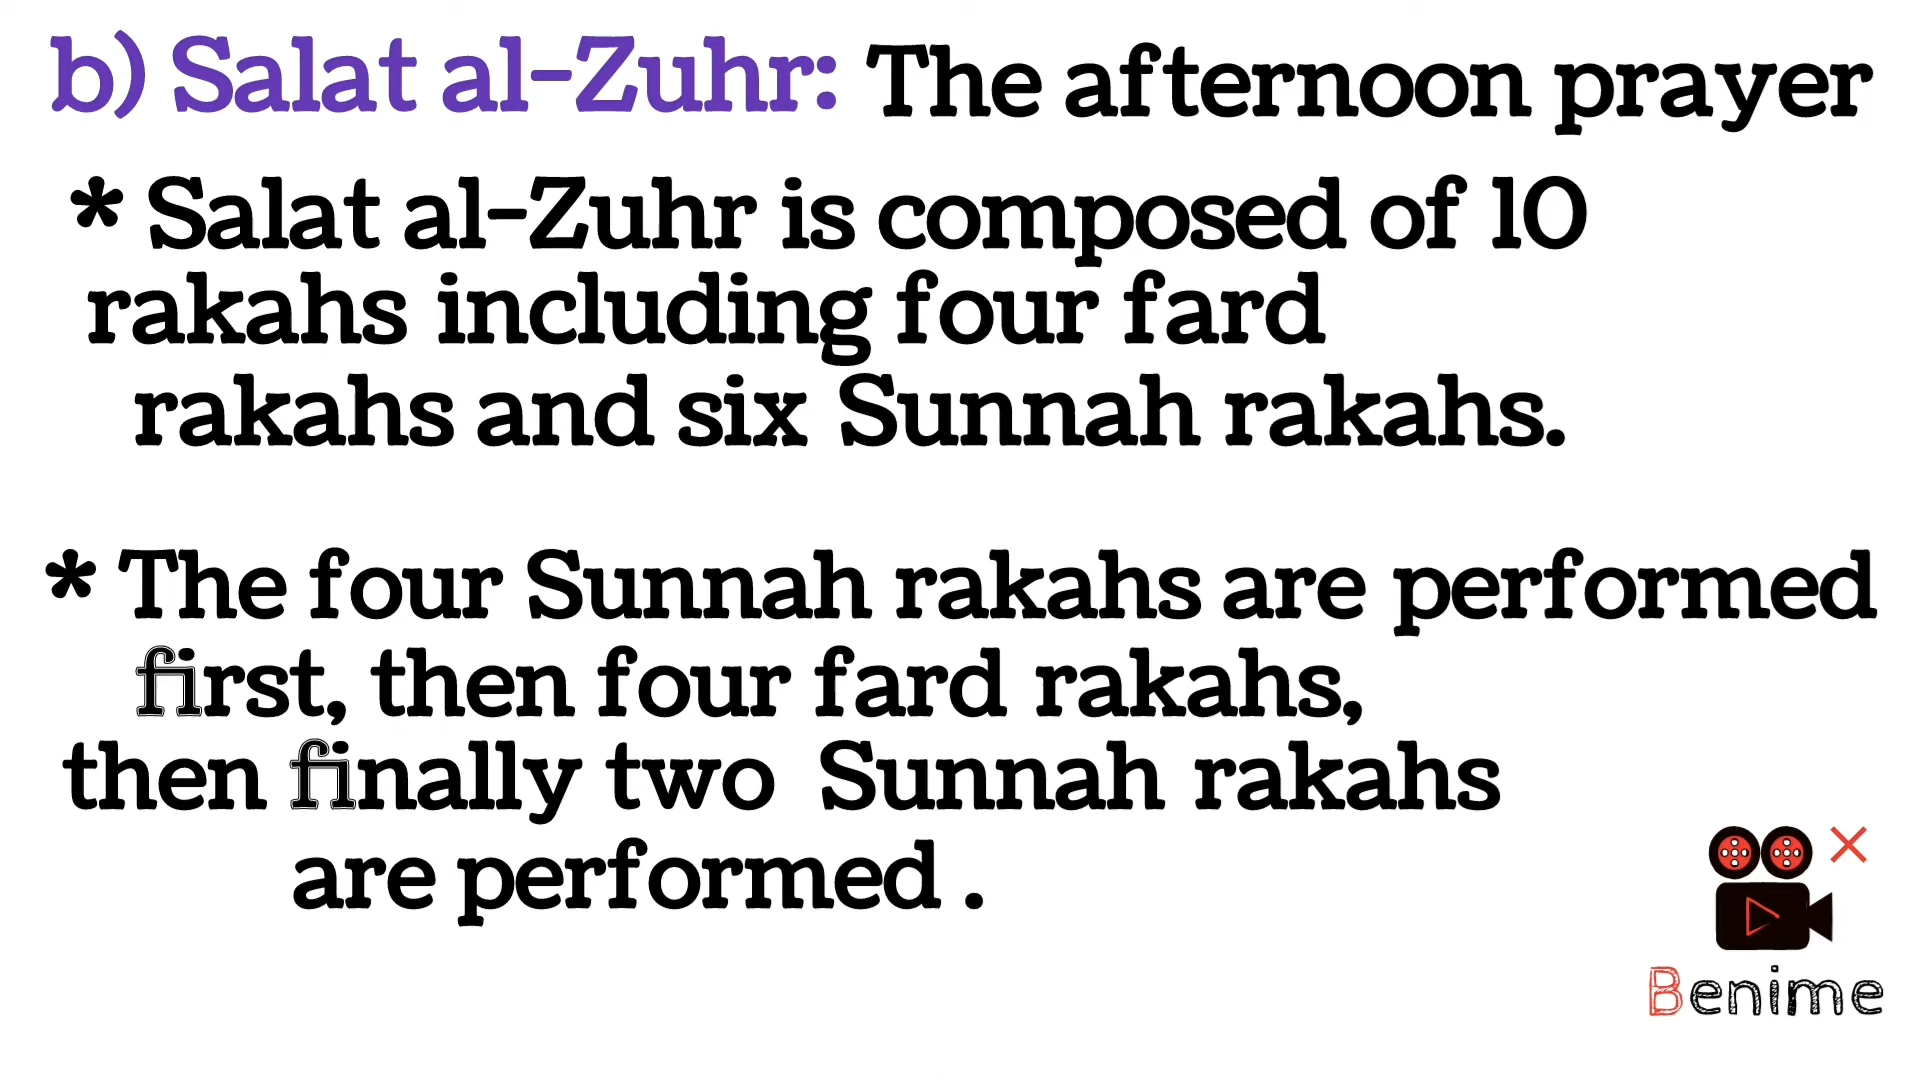 b) Salat al-Zuhr: The afternoon prayer
* Salat al-Zuhr is composed of 10
rakahs including four fard
rakahs and six Sunnah rakahs.
* The four Sunnah rakahs are performed
first, then four fard rakahs,
then finally two Sunnah rakahs
are performed .
Benime